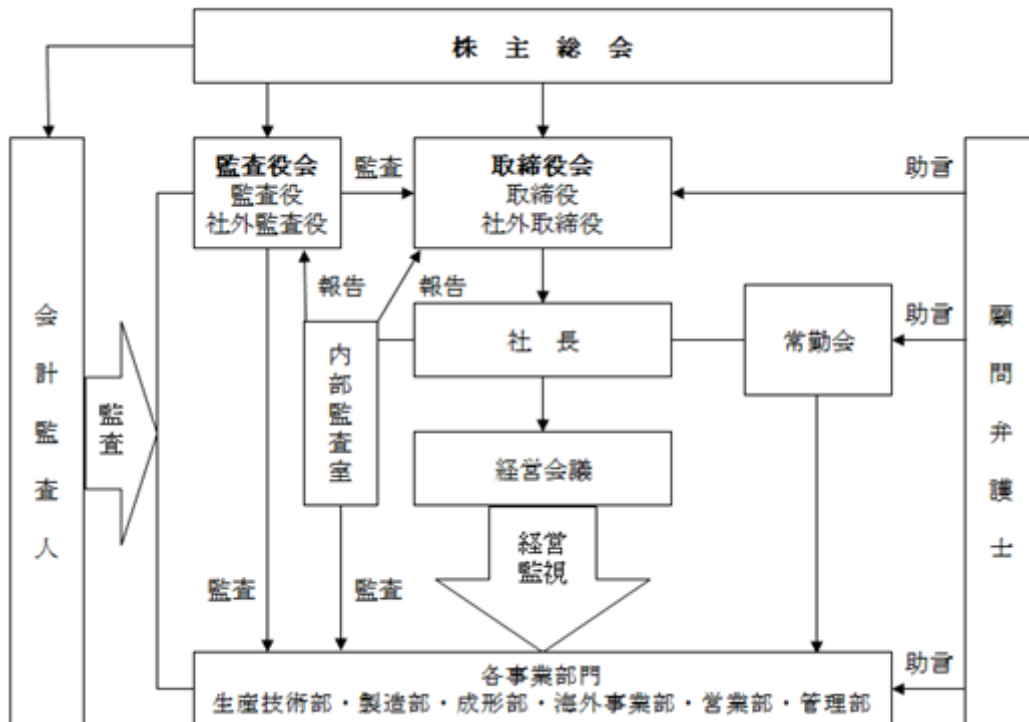 株主総会
監査役会
監査役
社外監査役
監査
取締役会
取締役
社外取締役
助言
報告
報告
社長
常勤会
助言
会計監査人
監査
内部監査室
経営会議
顧問弁護士
経営
監視
監査
監査
各事業部門
生産技術部・製造部・成形部・海外事業部・営業部・管理部
助言